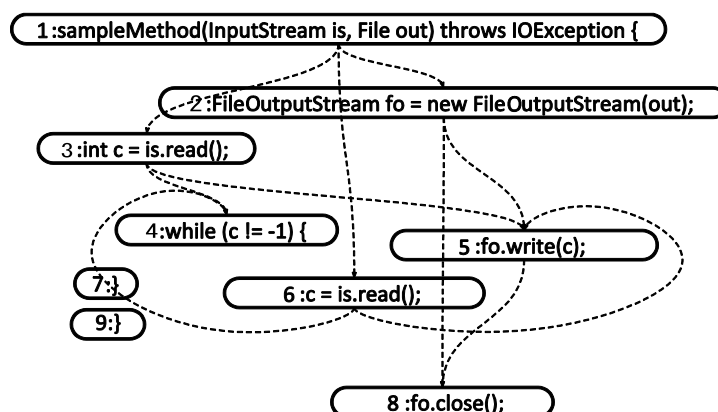 1:sampleMethod(InputStream is, File out) throws IOException {
2:FileOutputStream fo = new FileOutputStream(out);
3:int c = is.read();
4:while (c != -1) {
5 :fo.write(c);
7:}
6 :c = is.read();
9:}
8 :fo.close();